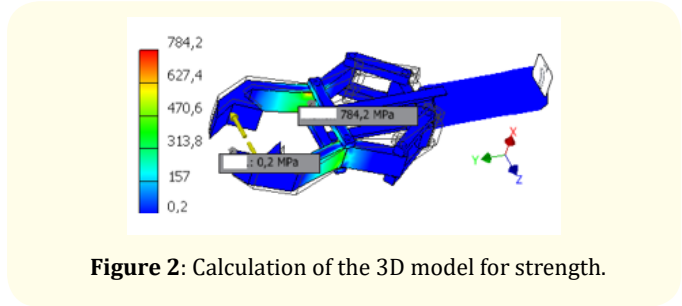 784,2
627,4
470,6
313,8
157
0,2
784,2 MPa
.: 0,2 MPa
X
Y
Z
Figure 2: Calculation of the 3D model for strength.